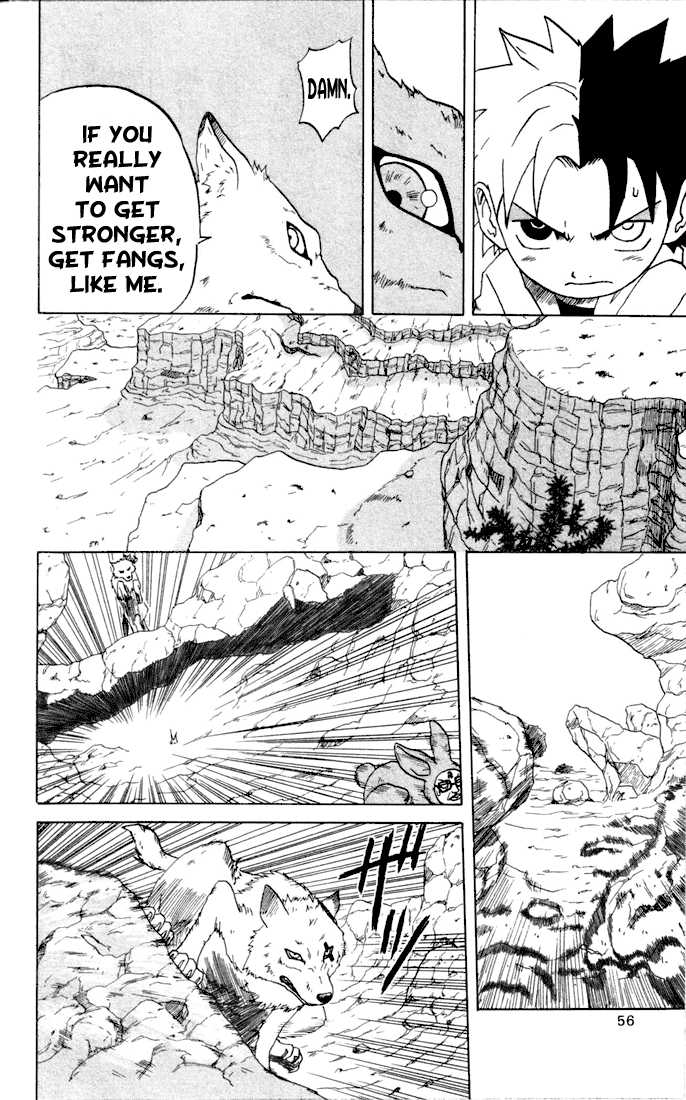 DAMN.
IF YOU
REALLY
WANT
TO GET
STRONGER,
GET FANGS,
LIKE ME.
56